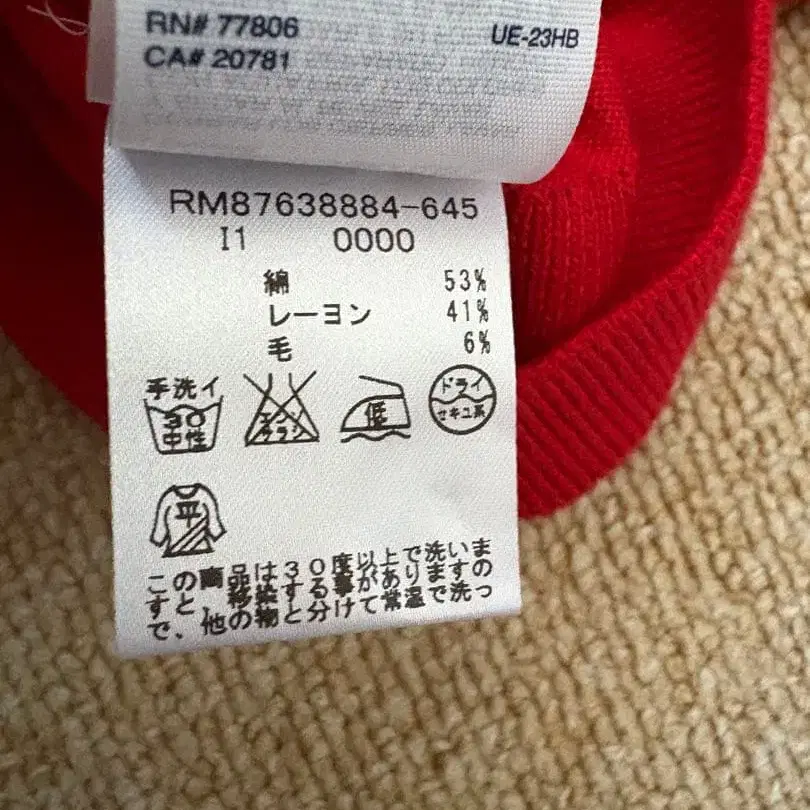 RN# 77806
UE-23HB
CA# 20781
RM87638884-645
I1 0000
綿 53%
レーヨン 41%
毛 6%
手洗イ
30
中性
エンソ
サラシ
低
ドライ
セキユ系
平
この商品は30度以上で洗いま
すと、移染する事がありますの
で、他の物と分けて常温で洗っ